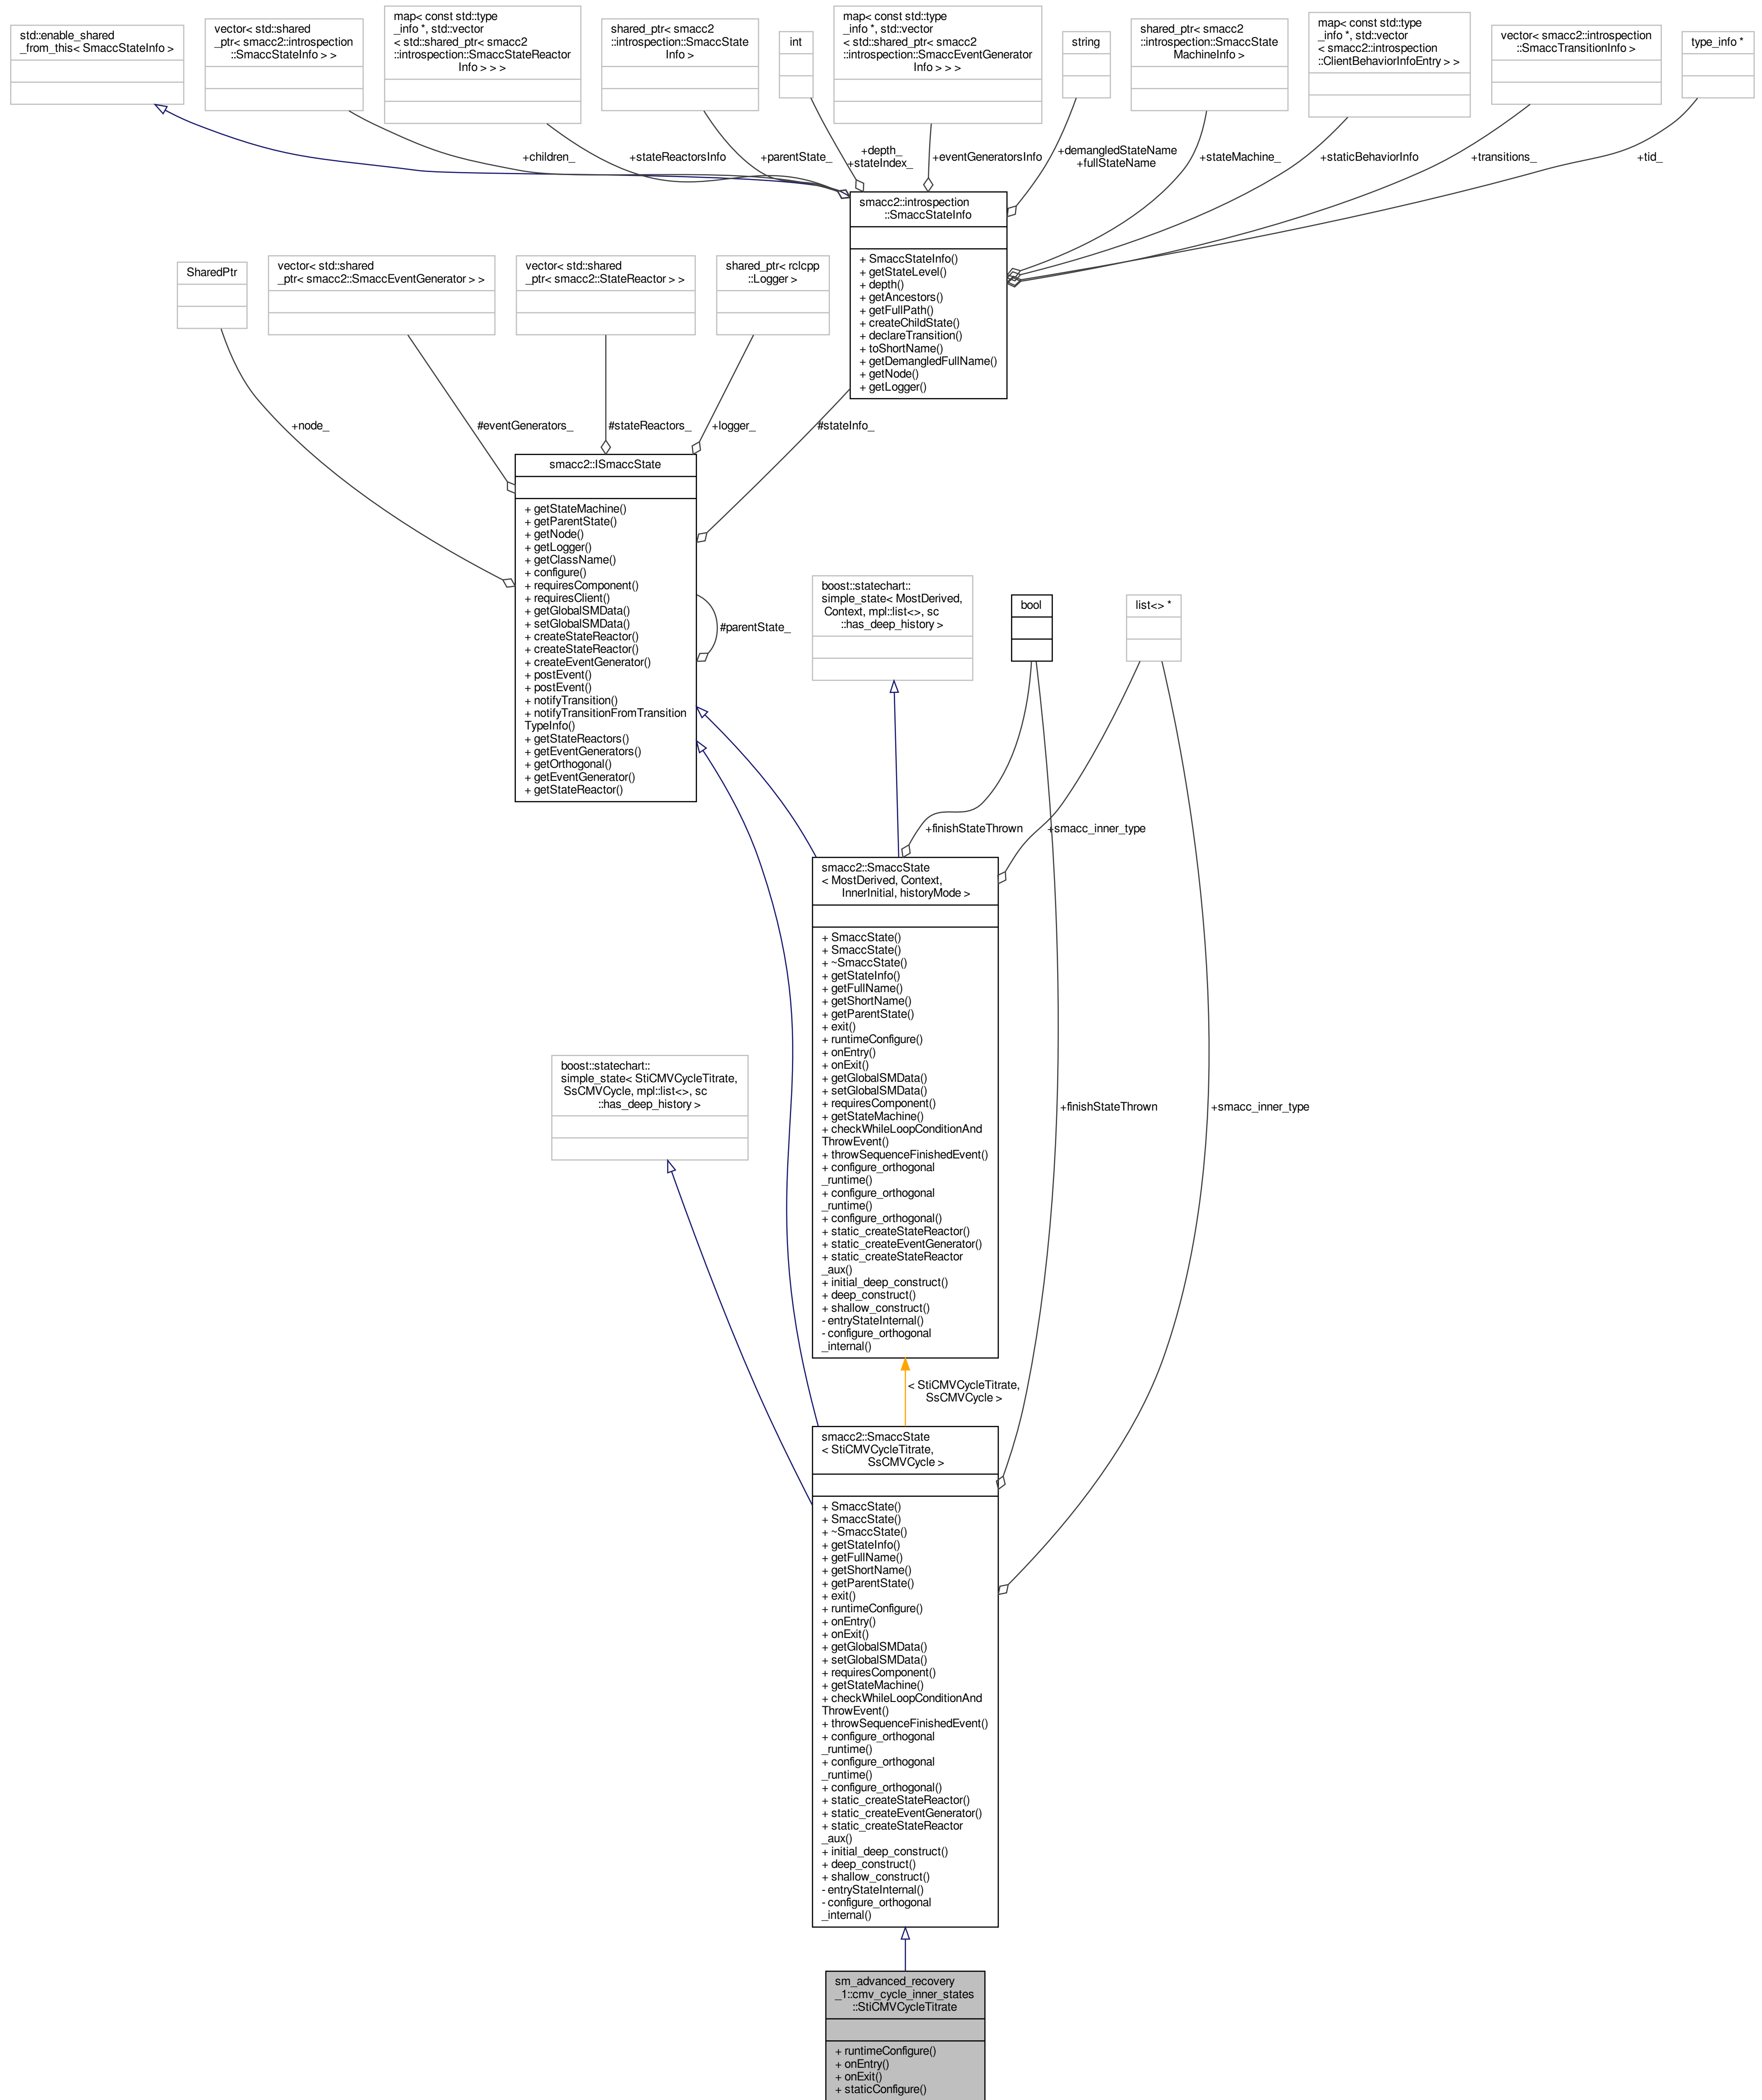 std::enable_shared
_from_this< SmaccStateInfo >
vector< std::shared
_ptr< smacc2::introspection
::SmaccStateInfo > >
map< const std::type
_info *, std::vector
< std::shared_ptr< smacc2
::introspection::SmaccStateReactor
Info > > >
shared_ptr< smacc2
::introspection::SmaccState
Info >
int
map< const std::type
_info *, std::vector
< std::shared_ptr< smacc2
::introspection::SmaccEventGenerator
Info > > >
string
shared_ptr< smacc2
::introspection::SmaccState
MachineInfo >
map< const std::type
_info *, std::vector
< smacc2::introspection
::ClientBehaviorInfoEntry > >
vector< smacc2::introspection
::SmaccTransitionInfo >
type_info *
+children_
+stateReactorsInfo
+parentState_
+depth_
+stateIndex_
+eventGeneratorsInfo
+demangledStateName
+fullStateName
+stateMachine_
+staticBehaviorInfo
+transitions_
+tid_
smacc2::introspection
::SmaccStateInfo
+ SmaccStateInfo()
+ getStateLevel()
+ depth()
+ getAncestors()
+ getFullPath()
+ createChildState()
+ declareTransition()
+ toShortName()
+ getDemangledFullName()
+ getNode()
+ getLogger()
SharedPtr
vector< std::shared
_ptr< smacc2::SmaccEventGenerator > >
vector< std::shared
_ptr< smacc2::StateReactor > >
shared_ptr< rclcpp
::Logger >
+node_
#eventGenerators_
#stateReactors_
+logger_
#stateInfo_
smacc2::ISmaccState
+ getStateMachine()
+ getParentState()
+ getNode()
+ getLogger()
+ getClassName()
+ configure()
+ requiresComponent()
+ requiresClient()
+ getGlobalSMData()
+ setGlobalSMData()
+ createStateReactor()
+ createStateReactor()
+ createEventGenerator()
+ postEvent()
+ postEvent()
+ notifyTransition()
+ notifyTransitionFromTransition
TypeInfo()
+ getStateReactors()
+ getEventGenerators()
+ getOrthogonal()
+ getEventGenerator()
+ getStateReactor()
#parentState_
boost::statechart::
simple_state< MostDerived,
Context, mpl::list<>, sc
::has_deep_history >
bool
list<> *
+finishStateThrown
+smacc_inner_type
smacc2::SmaccState
< MostDerived, Context,
InnerInitial, historyMode >
+ SmaccState()
+ SmaccState()
+ ~SmaccState()
+ getStateInfo()
+ getFullName()
+ getShortName()
+ getParentState()
+ exit()
+ runtimeConfigure()
+ onEntry()
+ onExit()
+ getGlobalSMData()
+ setGlobalSMData()
+ requiresComponent()
+ getStateMachine()
+ checkWhileLoopConditionAnd
ThrowEvent()
+ throwSequenceFinishedEvent()
+ configure_orthogonal
_runtime()
+ configure_orthogonal
_runtime()
+ configure_orthogonal()
+ static_createStateReactor()
+ static_createEventGenerator()
+ static_createStateReactor
_aux()
+ initial_deep_construct()
+ deep_construct()
+ shallow_construct()
- entryStateInternal()
- configure_orthogonal
_internal()
boost::statechart::
simple_state< StiCMVCycleTitrate,
SsCMVCycle, mpl::list<>, sc
::has_deep_history >
+finishStateThrown
+smacc_inner_type
< StiCMVCycleTitrate,
SsCMVCycle >
smacc2::SmaccState
< StiCMVCycleTitrate,
SsCMVCycle >
+ SmaccState()
+ SmaccState()
+ ~SmaccState()
+ getStateInfo()
+ getFullName()
+ getShortName()
+ getParentState()
+ exit()
+ runtimeConfigure()
+ onEntry()
+ onExit()
+ getGlobalSMData()
+ setGlobalSMData()
+ requiresComponent()
+ getStateMachine()
+ checkWhileLoopConditionAnd
ThrowEvent()
+ throwSequenceFinishedEvent()
+ configure_orthogonal
_runtime()
+ configure_orthogonal
_runtime()
+ configure_orthogonal()
+ static_createStateReactor()
+ static_createEventGenerator()
+ static_createStateReactor
_aux()
+ initial_deep_construct()
+ deep_construct()
+ shallow_construct()
- entryStateInternal()
- configure_orthogonal
_internal()
sm_advanced_recovery
_1::cmv_cycle_inner_states
::StiCMVCycleTitrate
+ runtimeConfigure()
+ onEntry()
+ onExit()
+ staticConfigure()